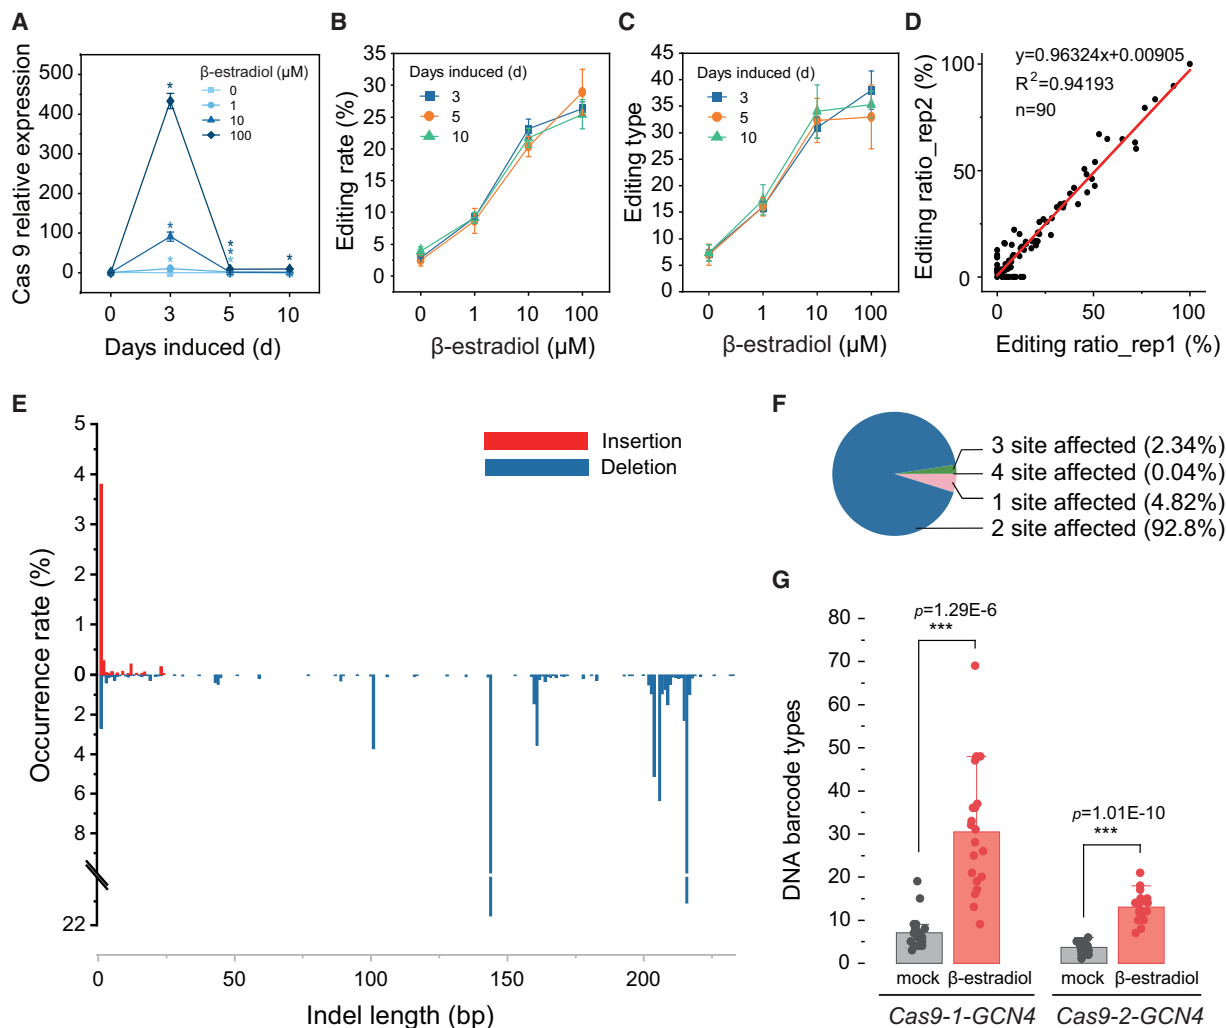 A
Cas 9 relative expression
500
400
300
200
100
0
β-estradiol (μM)
0
1
10
100
*
*
*
*
*
*
*
0 3 5 10
Days induced (d)
B
Editing rate (%)
35
30
25
20
15
10
5
0
Days induced (d)
3
5
10
0 1 10 100
β-estradiol (μM)
C
Editing type
45
40
35
30
25
20
15
10
5
0
Days induced (d)
3
5
10
0 1 10 100
β-estradiol (μM)
D
Editing ratio_rep2 (%)
100
50
0
y=0.96324x+0.00905
R²=0.94193
n=90
0 50 100
Editing ratio_rep1 (%)
E
Occurrence rate (%)
5
4
3
2
1
0
2
4
6
8
22
Insertion
Deletion
0 50 100 150 200
Indel length (bp)
F
3 site affected (2.34%)
4 site affected (0.04%)
1 site affected (4.82%)
2 site affected (92.8%)
G
DNA barcode types
80
70
60
50
40
30
20
10
0
p=1.29E-6
***
p=1.01E-10
***
mock β-estradiol mock β-estradiol
Cas9-1-GCN4 Cas9-2-GCN4